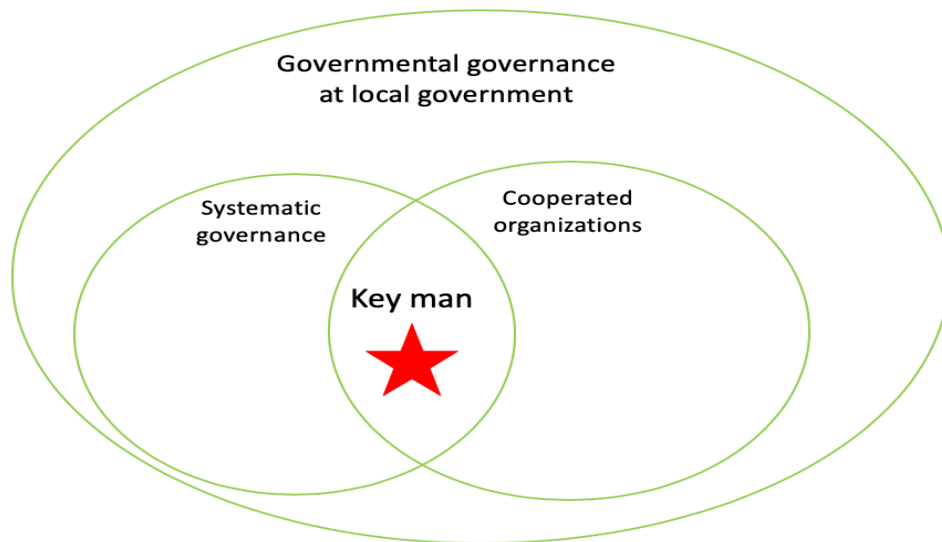 Governmental governance
at local government
Systematic
governance
Cooperated
organizations
Key man